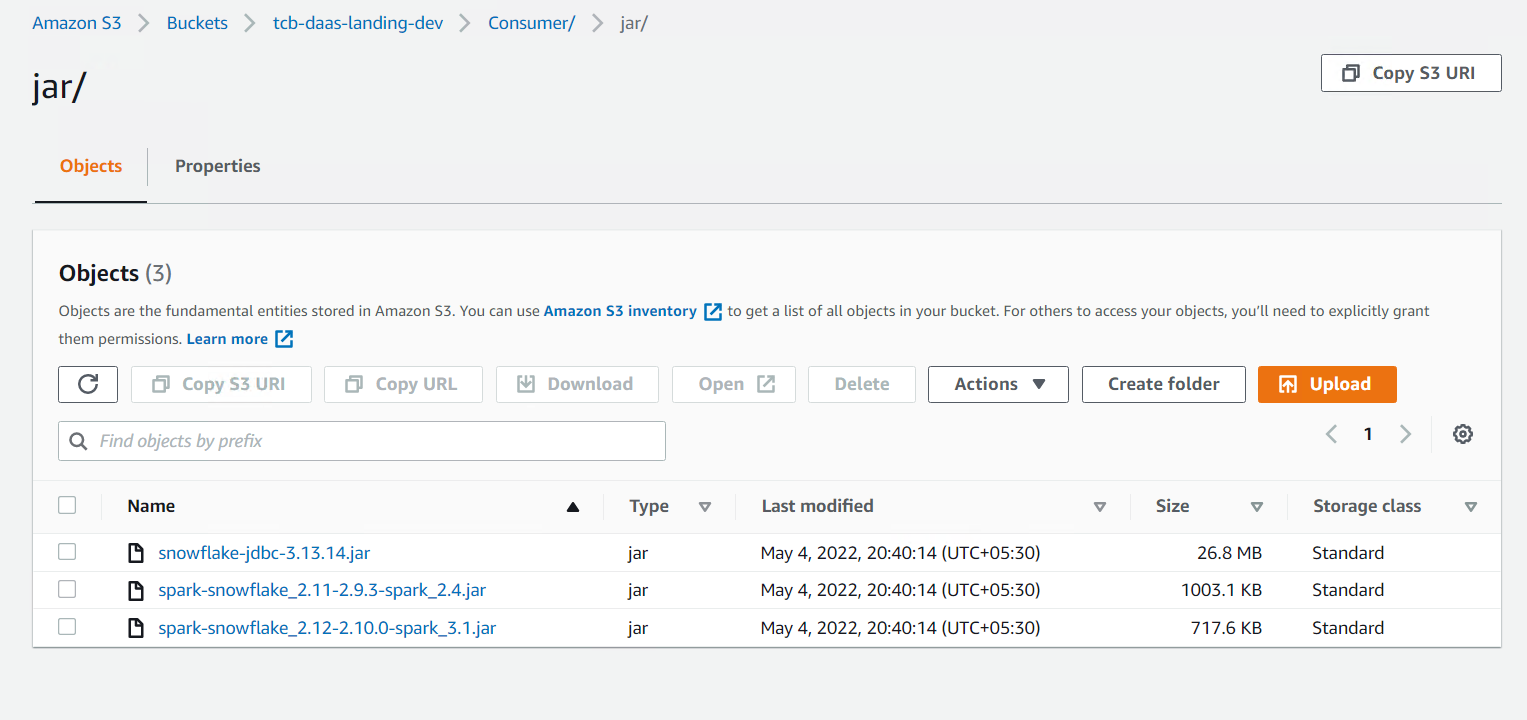 Amazon S3 Buckets tcb-daas-landing-dev Consumer/ jar/
jar/
Copy S3 URI
Objects Properties
Objects (3)
Objects are the fundamental entities stored in Amazon S3. You can use Amazon S3 inventory to get a list of all objects in your bucket. For others to access your objects, you’ll need to explicitly grant
them permissions. Learn more
Copy S3 URI Copy URL Download Open Delete Actions Create folder Upload
Find objects by prefix
1
Name Type Last modified Size Storage class
snowflake-jdbc-3.13.14.jar jar May 4, 2022, 20:40:14 (UTC+05:30) 26.8 MB Standard
spark-snowflake_2.11-2.9.3-spark_2.4.jar jar May 4, 2022, 20:40:14 (UTC+05:30) 1003.1 KB Standard
spark-snowflake_2.12-2.10.0-spark_3.1.jar jar May 4, 2022, 20:40:14 (UTC+05:30) 717.6 KB Standard